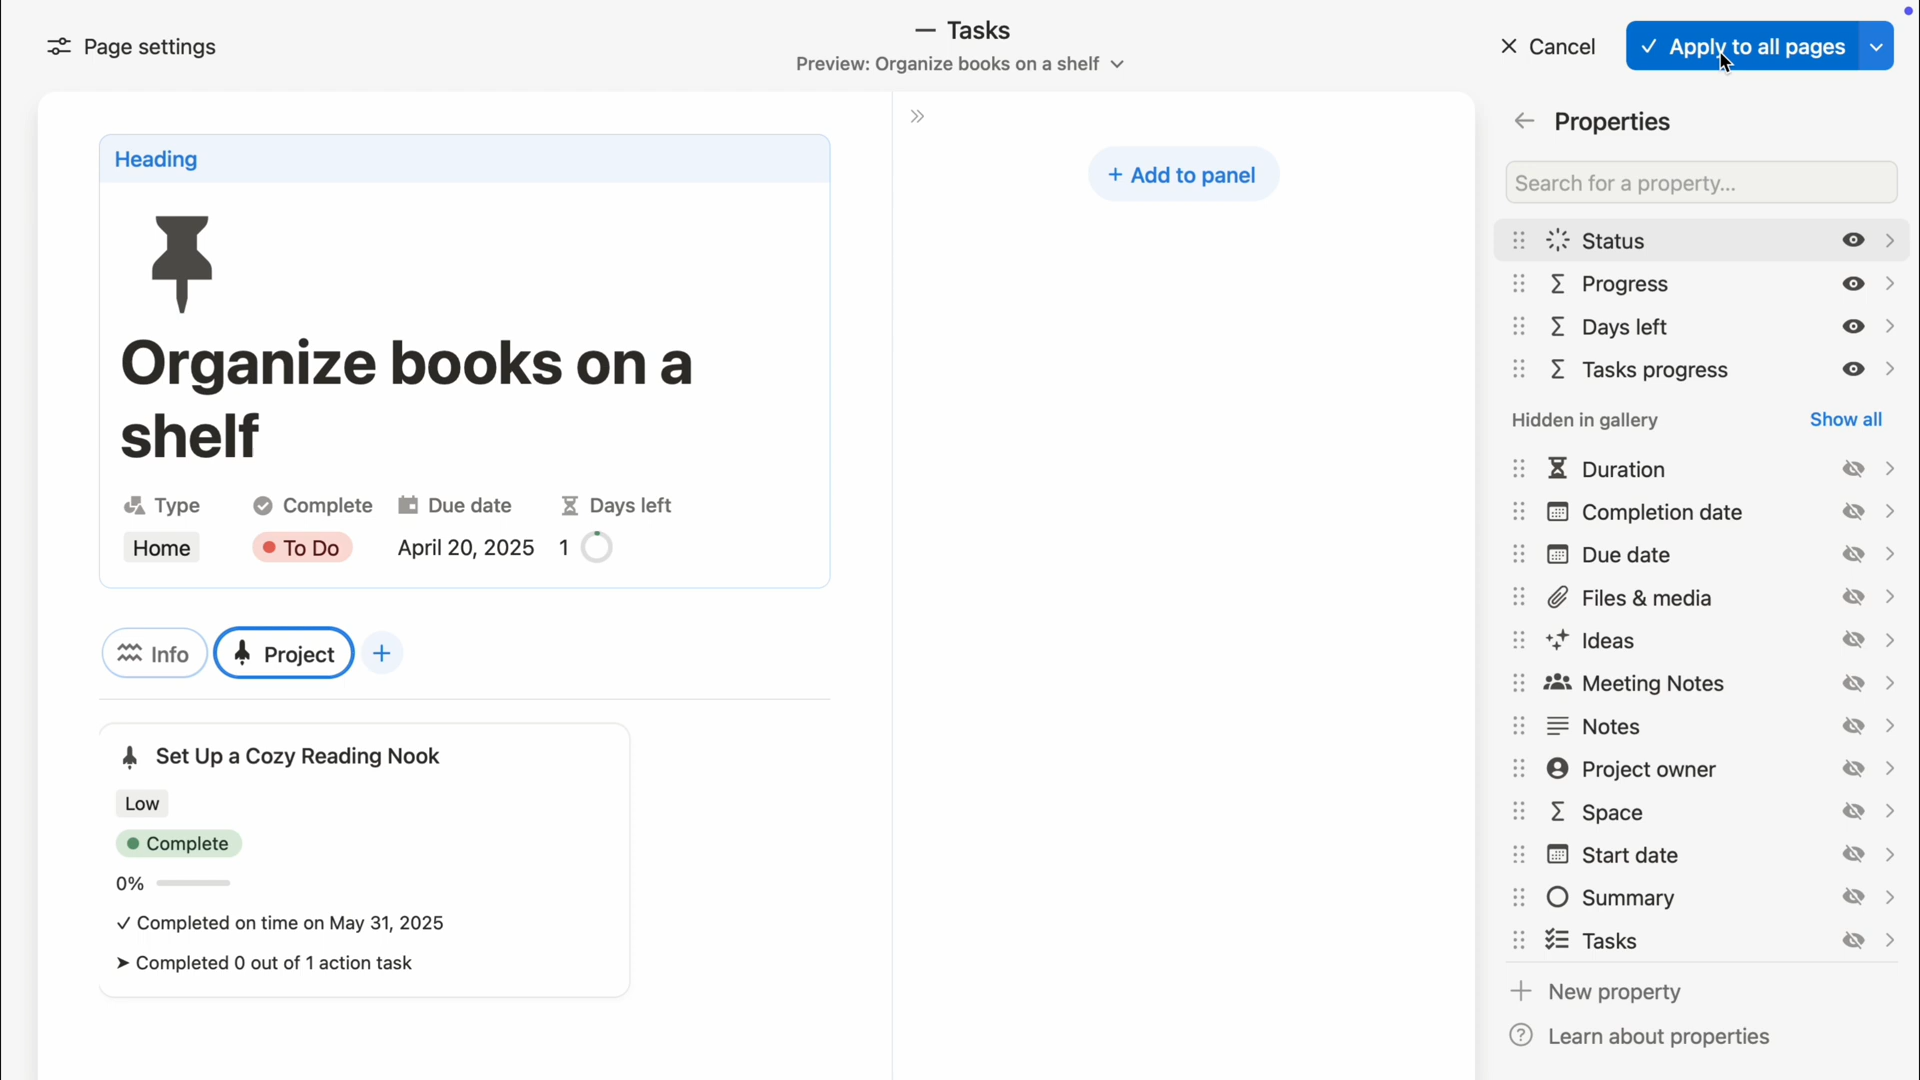 Page settings
— Tasks
Preview: Organize books on a shelf
Cancel
Apply to all pages
Heading
Organize books on a
shelf
Type Complete Due date Days left
Home To Do April 20, 2025 1
Info Project +
Set Up a Cozy Reading Nook
Low
Complete
0%
✓ Completed on time on May 31, 2025
➤ Completed 0 out of 1 action task
+ Add to panel
Properties
Search for a property...
Status
Σ Progress
Σ Days left
Σ Tasks progress
Hidden in gallery Show all
Duration
Completion date
Due date
Files & media
Ideas
Meeting Notes
Notes
Project owner
Σ Space
Start date
Summary
Tasks
+ New property
? Learn about properties